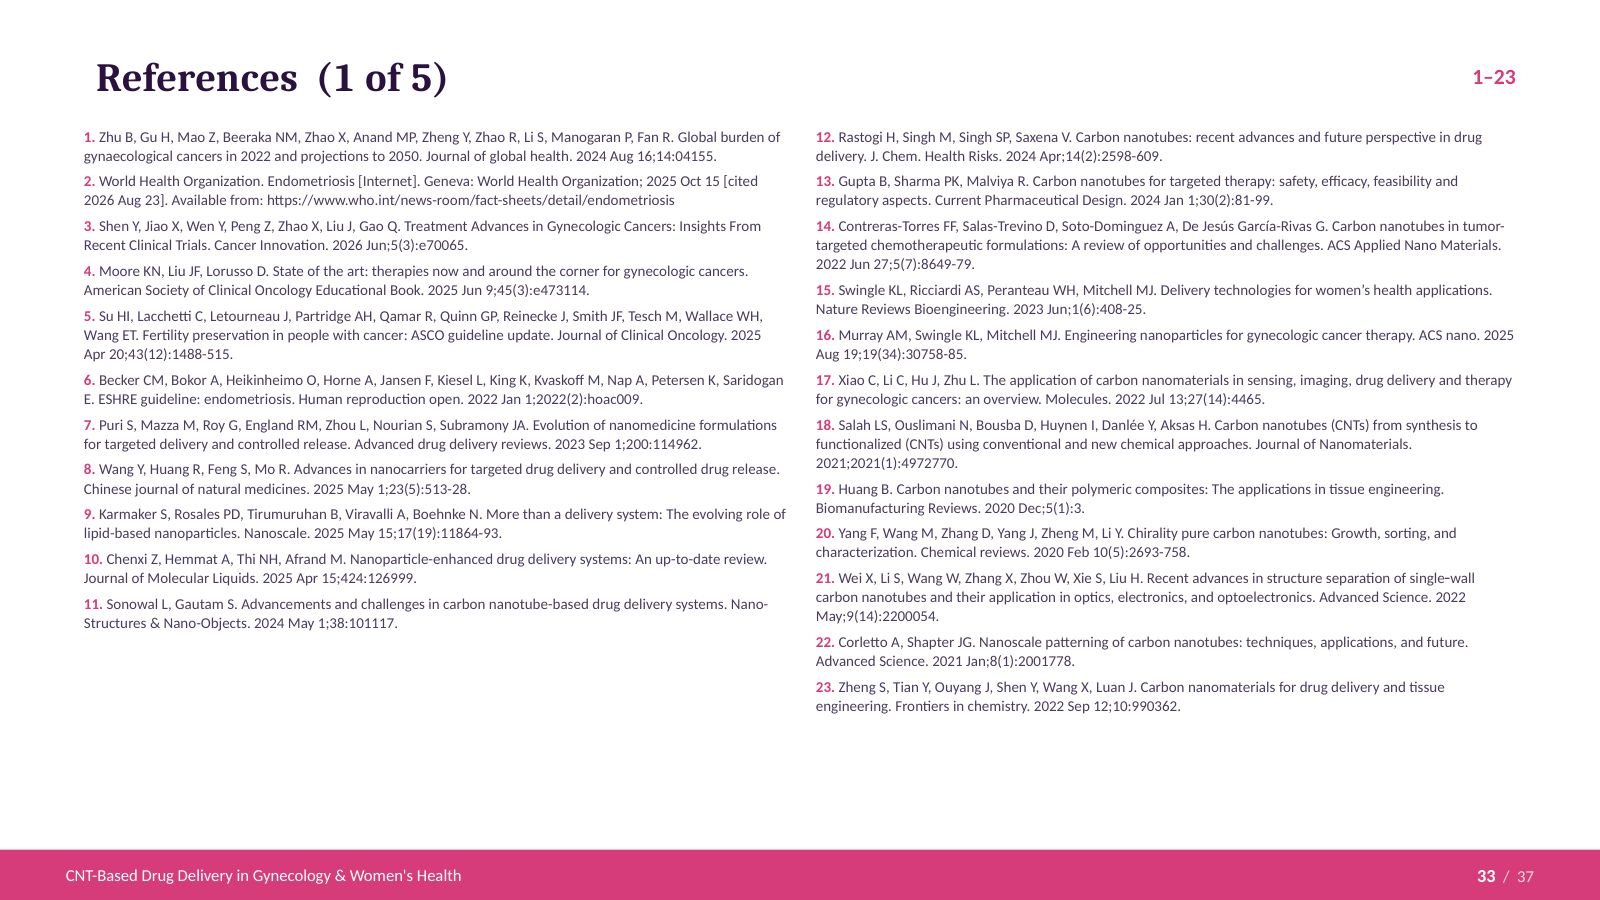 References (1 of 5)
1–23
1. Zhu B, Gu H, Mao Z, Beeraka NM, Zhao X, Anand MP, Zheng Y, Zhao R, Li S, Manogaran P, Fan R. Global burden of
gynaecological cancers in 2022 and projections to 2050. Journal of global health. 2024 Aug 16;14:04155.
2. World Health Organization. Endometriosis [Internet]. Geneva: World Health Organization; 2025 Oct 15 [cited
2026 Aug 23]. Available from: https://www.who.int/news-room/fact-sheets/detail/endometriosis
3. Shen Y, Jiao X, Wen Y, Peng Z, Zhao X, Liu J, Gao Q. Treatment Advances in Gynecologic Cancers: Insights From
Recent Clinical Trials. Cancer Innovation. 2026 Jun;5(3):e70065.
4. Moore KN, Liu JF, Lorusso D. State of the art: therapies now and around the corner for gynecologic cancers.
American Society of Clinical Oncology Educational Book. 2025 Jun 9;45(3):e473114.
5. Su HI, Lacchetti C, Letourneau J, Partridge AH, Qamar R, Quinn GP, Reinecke J, Smith JF, Tesch M, Wallace WH,
Wang ET. Fertility preservation in people with cancer: ASCO guideline update. Journal of Clinical Oncology. 2025
Apr 20;43(12):1488-515.
6. Becker CM, Bokor A, Heikinheimo O, Horne A, Jansen F, Kiesel L, King K, Kvaskoff M, Nap A, Petersen K, Saridogan
E. ESHRE guideline: endometriosis. Human reproduction open. 2022 Jan 1;2022(2):hoac009.
7. Puri S, Mazza M, Roy G, England RM, Zhou L, Nourian S, Subramony JA. Evolution of nanomedicine formulations
for targeted delivery and controlled release. Advanced drug delivery reviews. 2023 Sep 1;200:114962.
8. Wang Y, Huang R, Feng S, Mo R. Advances in nanocarriers for targeted drug delivery and controlled drug release.
Chinese journal of natural medicines. 2025 May 1;23(5):513-28.
9. Karmaker S, Rosales PD, Tirumuruhan B, Viravalli A, Boehnke N. More than a delivery system: The evolving role of
lipid-based nanoparticles. Nanoscale. 2025 May 15;17(19):11864-93.
10. Chenxi Z, Hemmat A, Thi NH, Afrand M. Nanoparticle-enhanced drug delivery systems: An up-to-date review.
Journal of Molecular Liquids. 2025 Apr 15;424:126999.
11. Sonowal L, Gautam S. Advancements and challenges in carbon nanotube-based drug delivery systems. Nano-
Structures & Nano-Objects. 2024 May 1;38:101117.
12. Rastogi H, Singh M, Singh SP, Saxena V. Carbon nanotubes: recent advances and future perspective in drug
delivery. J. Chem. Health Risks. 2024 Apr;14(2):2598-609.
13. Gupta B, Sharma PK, Malviya R. Carbon nanotubes for targeted therapy: safety, efficacy, feasibility and
regulatory aspects. Current Pharmaceutical Design. 2024 Jan 1;30(2):81-99.
14. Contreras-Torres FF, Salas-Trevino D, Soto-Dominguez A, De Jesús García-Rivas G. Carbon nanotubes in tumor-
targeted chemotherapeutic formulations: A review of opportunities and challenges. ACS Applied Nano Materials.
2022 Jun 27;5(7):8649-79.
15. Swingle KL, Ricciardi AS, Peranteau WH, Mitchell MJ. Delivery technologies for women’s health applications.
Nature Reviews Bioengineering. 2023 Jun;1(6):408-25.
16. Murray AM, Swingle KL, Mitchell MJ. Engineering nanoparticles for gynecologic cancer therapy. ACS nano. 2025
Aug 19;19(34):30758-85.
17. Xiao C, Li C, Hu J, Zhu L. The application of carbon nanomaterials in sensing, imaging, drug delivery and therapy
for gynecologic cancers: an overview. Molecules. 2022 Jul 13;27(14):4465.
18. Salah LS, Ouslimani N, Bousba D, Huynen I, Danlée Y, Aksas H. Carbon nanotubes (CNTs) from synthesis to
functionalized (CNTs) using conventional and new chemical approaches. Journal of Nanomaterials.
2021;2021(1):4972770.
19. Huang B. Carbon nanotubes and their polymeric composites: The applications in tissue engineering.
Biomanufacturing Reviews. 2020 Dec;5(1):3.
20. Yang F, Wang M, Zhang D, Yang J, Zheng M, Li Y. Chirality pure carbon nanotubes: Growth, sorting, and
characterization. Chemical reviews. 2020 Feb 10(5):2693-758.
21. Wei X, Li S, Wang W, Zhang X, Zhou W, Xie S, Liu H. Recent advances in structure separation of single‐wall
carbon nanotubes and their application in optics, electronics, and optoelectronics. Advanced Science. 2022
May;9(14):2200054.
22. Corletto A, Shapter JG. Nanoscale patterning of carbon nanotubes: techniques, applications, and future.
Advanced Science. 2021 Jan;8(1):2001778.
23. Zheng S, Tian Y, Ouyang J, Shen Y, Wang X, Luan J. Carbon nanomaterials for drug delivery and tissue
engineering. Frontiers in chemistry. 2022 Sep 12;10:990362.
CNT-Based Drug Delivery in Gynecology & Women's Health
33 / 37